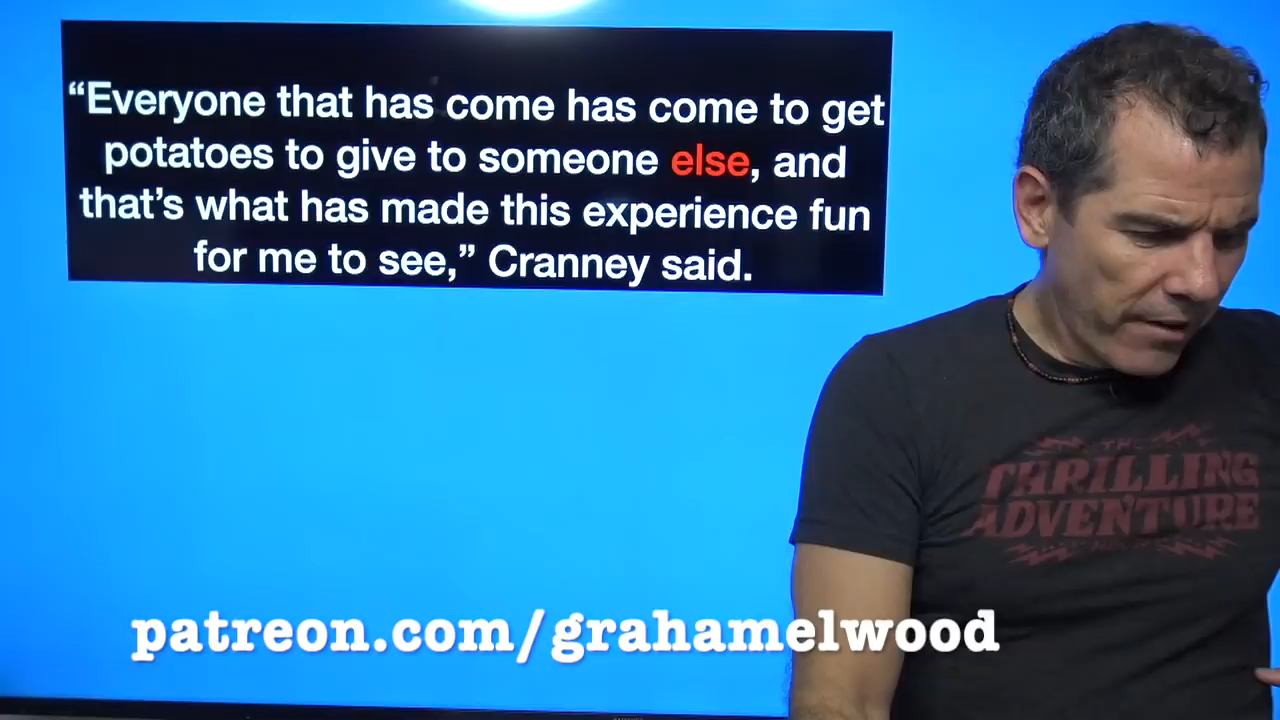 “Everyone that has come has come to get
potatoes to give to someone else, and
that’s what has made this experience fun
for me to see,” Cranney said.
THRILLING
ADVENTURE
patreon.com/grahamelwood